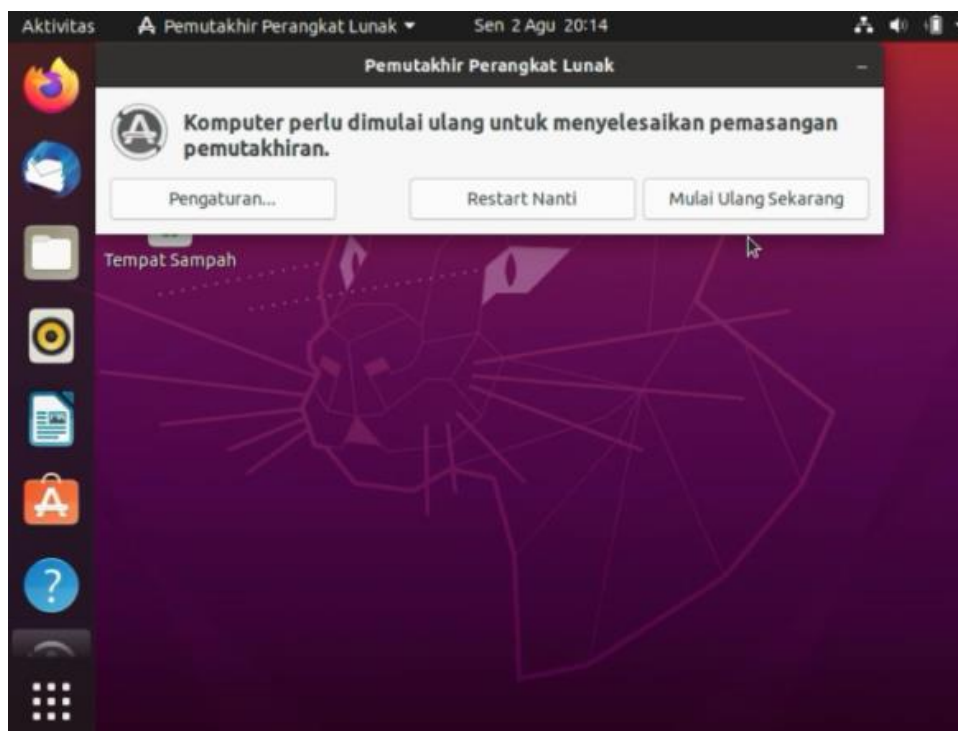 Aktivitas Pemutakhir Perangkat Lunak Sen 2 Agu 20:14
Pemutakhir Perangkat Lunak
Komputer perlu dimulai ulang untuk menyelesaikan pemasangan
pemutakhiran.
Pengaturan... Restart Nanti Mulai Ulang Sekarang
Tempat Sampah